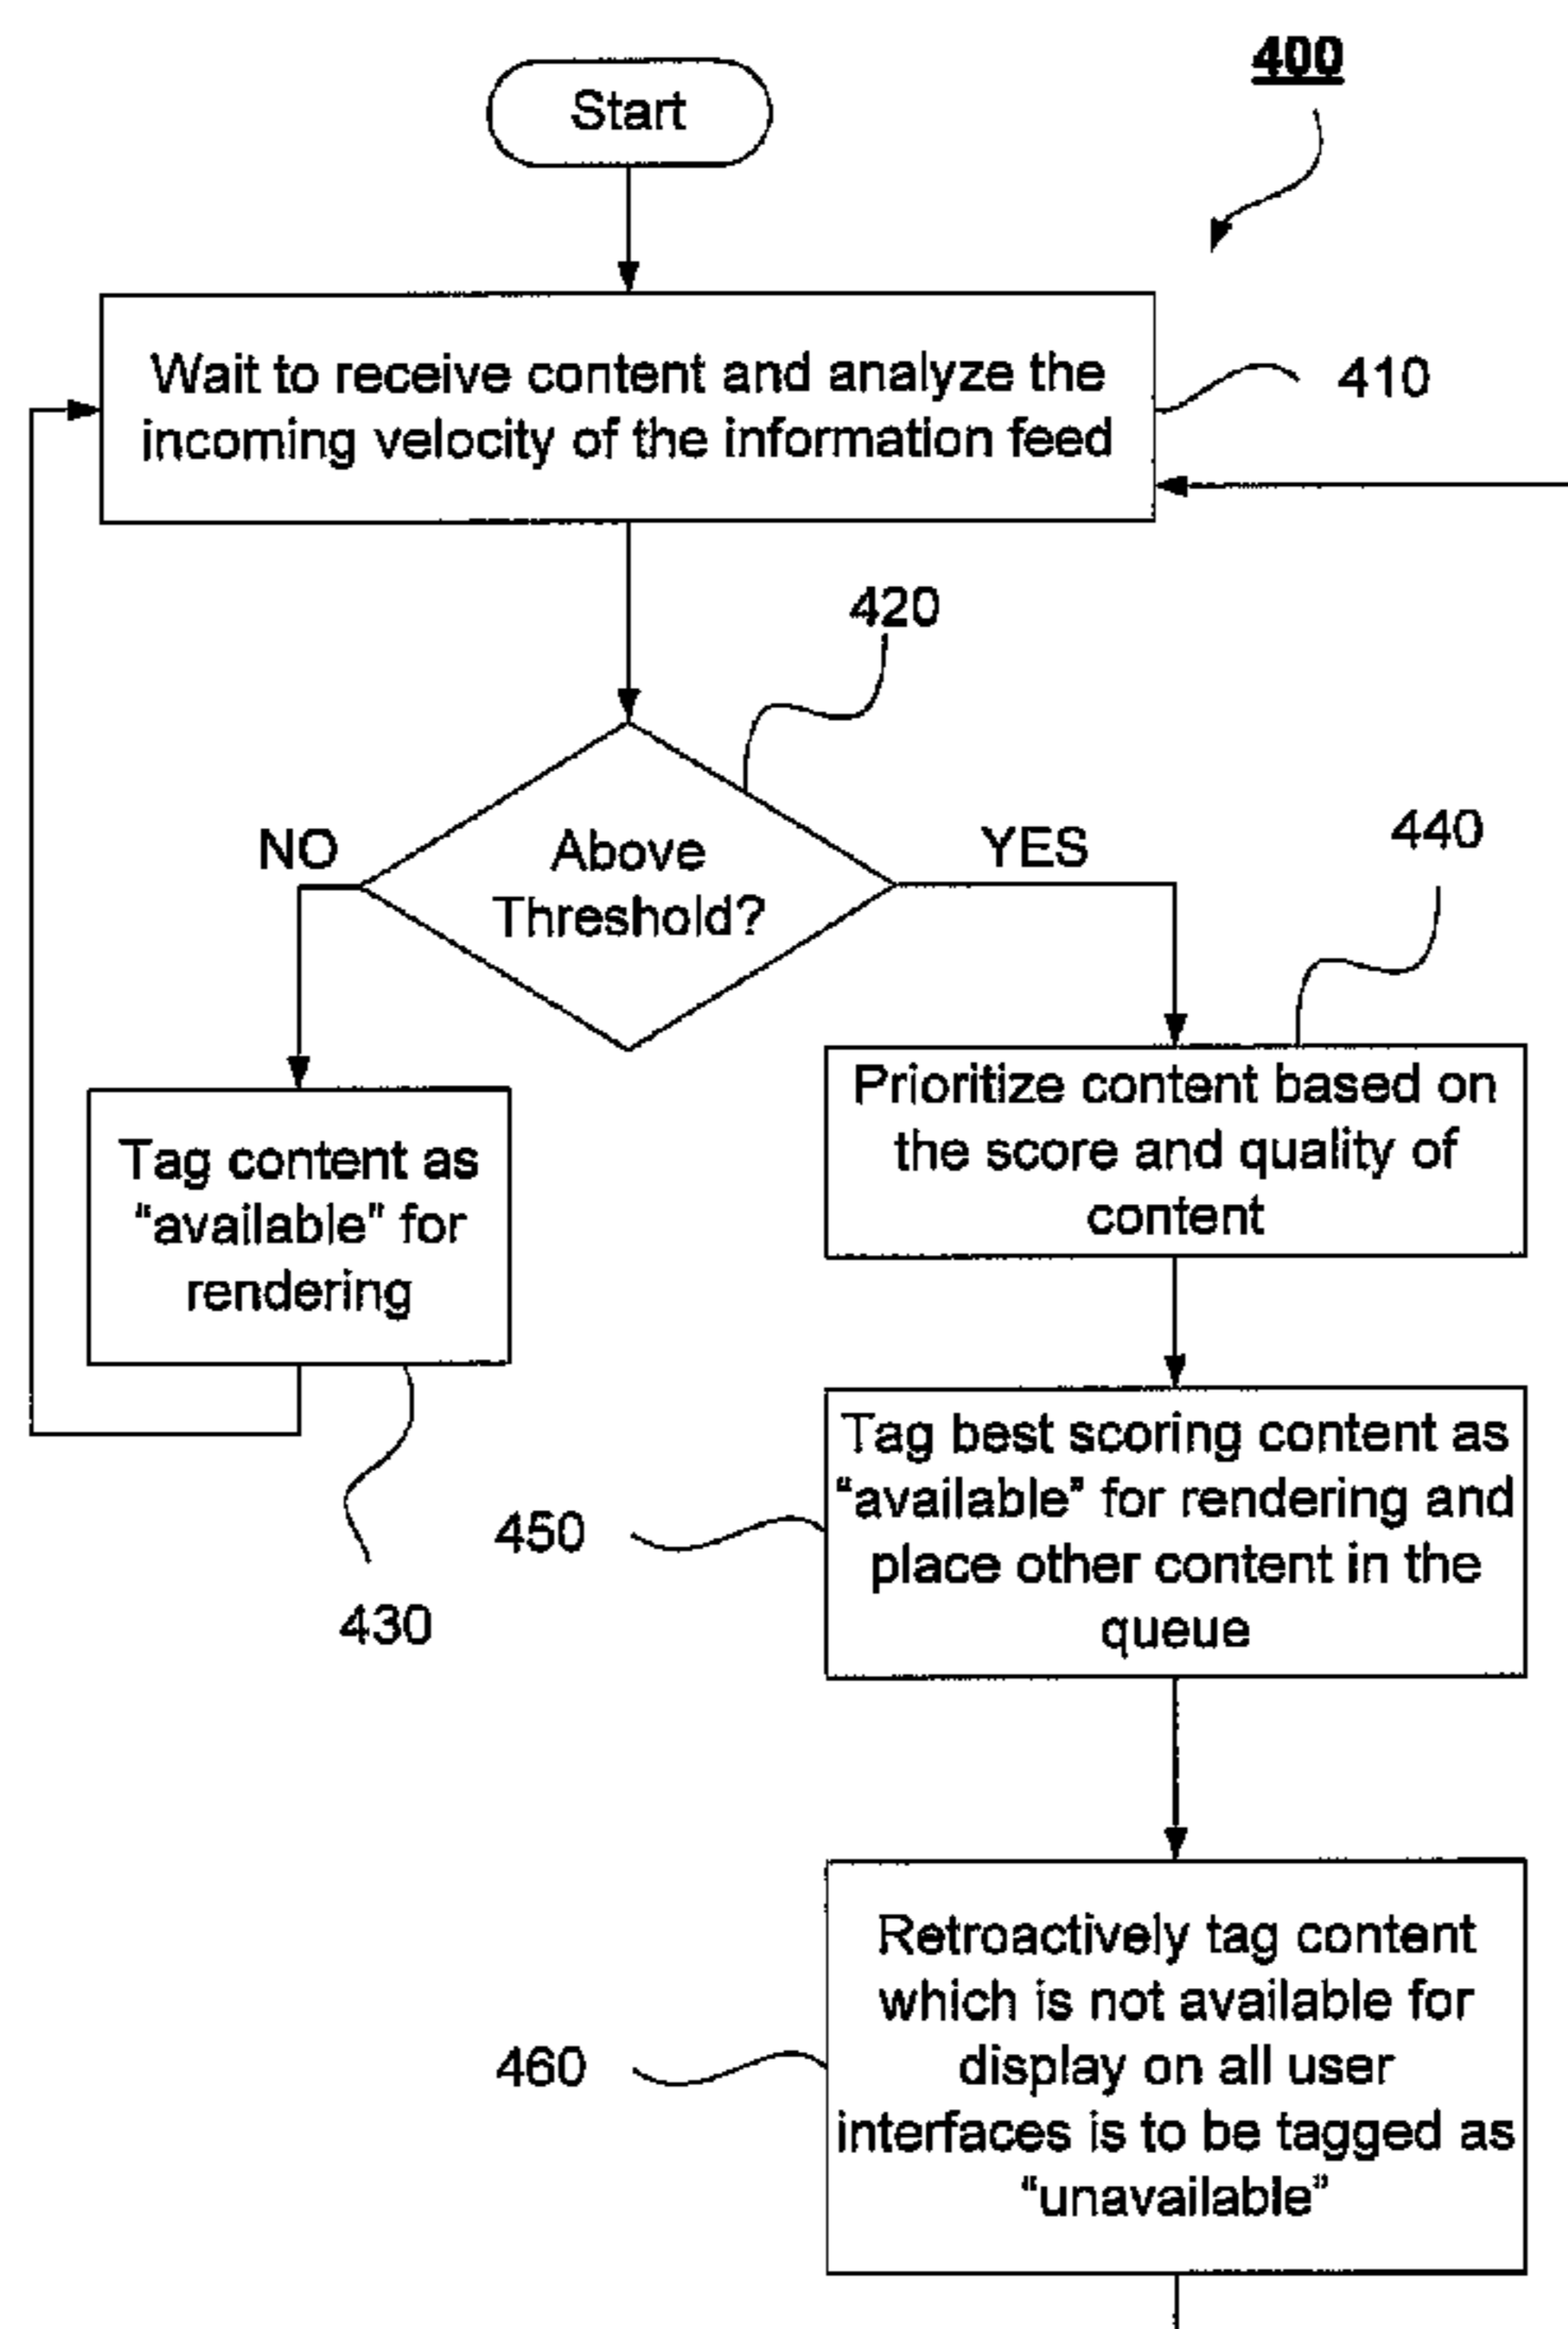 400
Start
Wait to receive content and analyze the
incoming velocity of the information feed
410
420
NO
Above
Threshold?
YES
440
Prioritize content based on
the score and quality of
content
Tag content as
“available” for
rendering
430
Tag best scoring content as
“available” for rendering and
place other content in the
queue
450
Retroactively tag content
which is not available for
display on all user
interfaces is to be tagged as
“unavailable”
460